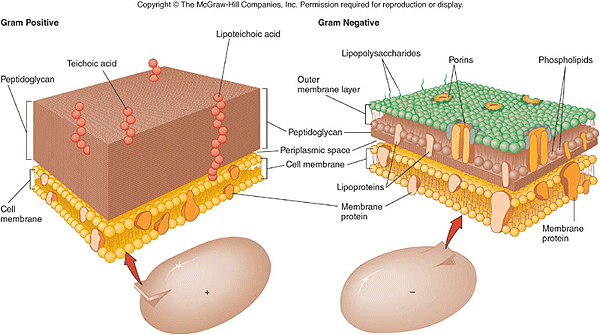 Copyright © The McGraw-Hill Companies, Inc. Permission required for reproduction or display.
Gram Positive
Gram Negative
Lipoteichoic acid
Teichoic acid
Peptidoglycan
Lipopolysaccharides
Porins
Phospholipids
Outer
membrane layer
Peptidoglycan
Periplasmic space
Cell membrane
Lipoproteins
Cell
membrane
Membrane
protein
Membrane
protein
+
−